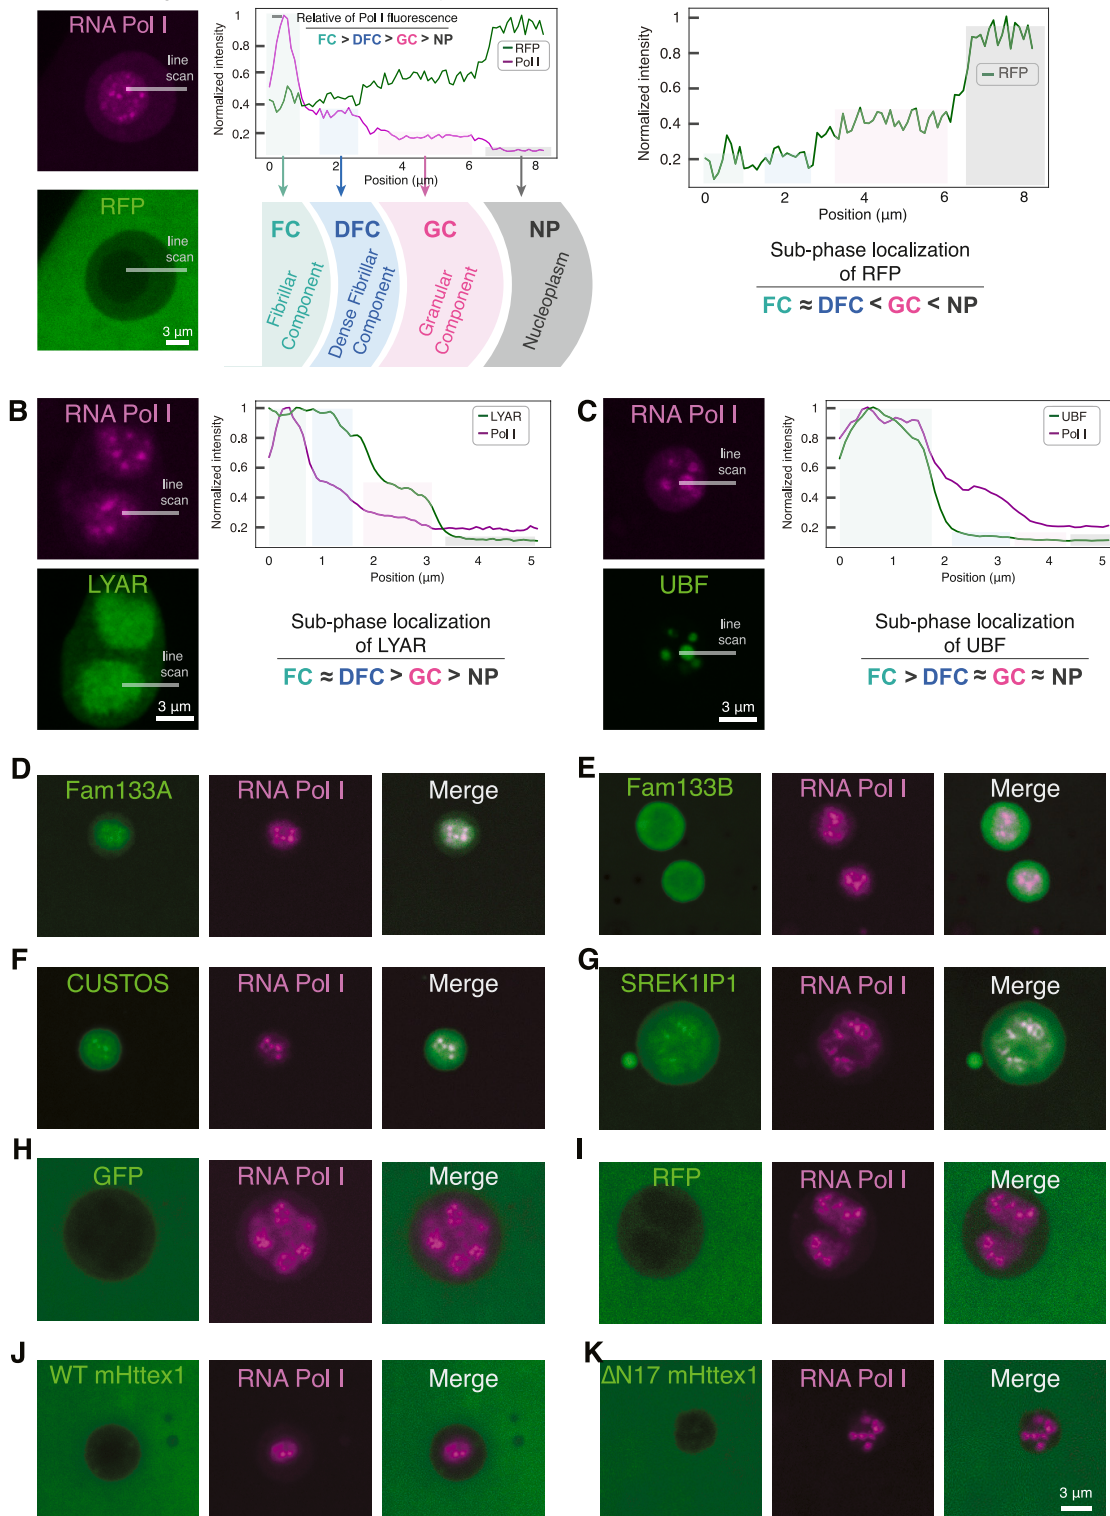 RNA Pol I
line
scan
RFP
line
scan
3 µm
Normalized intensity
1
0.8
0.6
0.4
0.2
Relative of Pol I fluorescence
FC > DFC > GC > NP
RFP
Pol I
0 2 4 6 8
Position (µm)
FC
Fibrillar
Component
DFC
Dense Fibrillar
Component
GC
Granular
Component
NP
Nucleoplasm
Normalized intensity
1
0.8
0.6
0.4
0.2
RFP
0 2 4 6 8
Position (µm)
Sub-phase localization
of RFP
FC ≈ DFC < GC < NP
B
RNA Pol I
line
scan
LYAR
line
scan
3 µm
Normalized intensity
1
0.8
0.6
0.4
0.2
LYAR
Pol I
0 1 2 3 4 5
Position (µm)
Sub-phase localization
of LYAR
FC ≈ DFC > GC > NP
C
RNA Pol I
line
scan
UBF
line
scan
3 µm
Normalized intensity
1
0.8
0.6
0.4
0.2
UBF
Pol I
0 1 2 3 4 5
Position (µm)
Sub-phase localization
of UBF
FC > DFC ≈ GC ≈ NP
D
Fam133A RNA Pol I Merge
E
Fam133B RNA Pol I Merge
F
CUSTOS RNA Pol I Merge
G
SREK1IP1 RNA Pol I Merge
H
GFP RNA Pol I Merge
I
RFP RNA Pol I Merge
J
WT mHttex1 RNA Pol I Merge
K
ΔN17 mHttex1 RNA Pol I Merge
3 µm